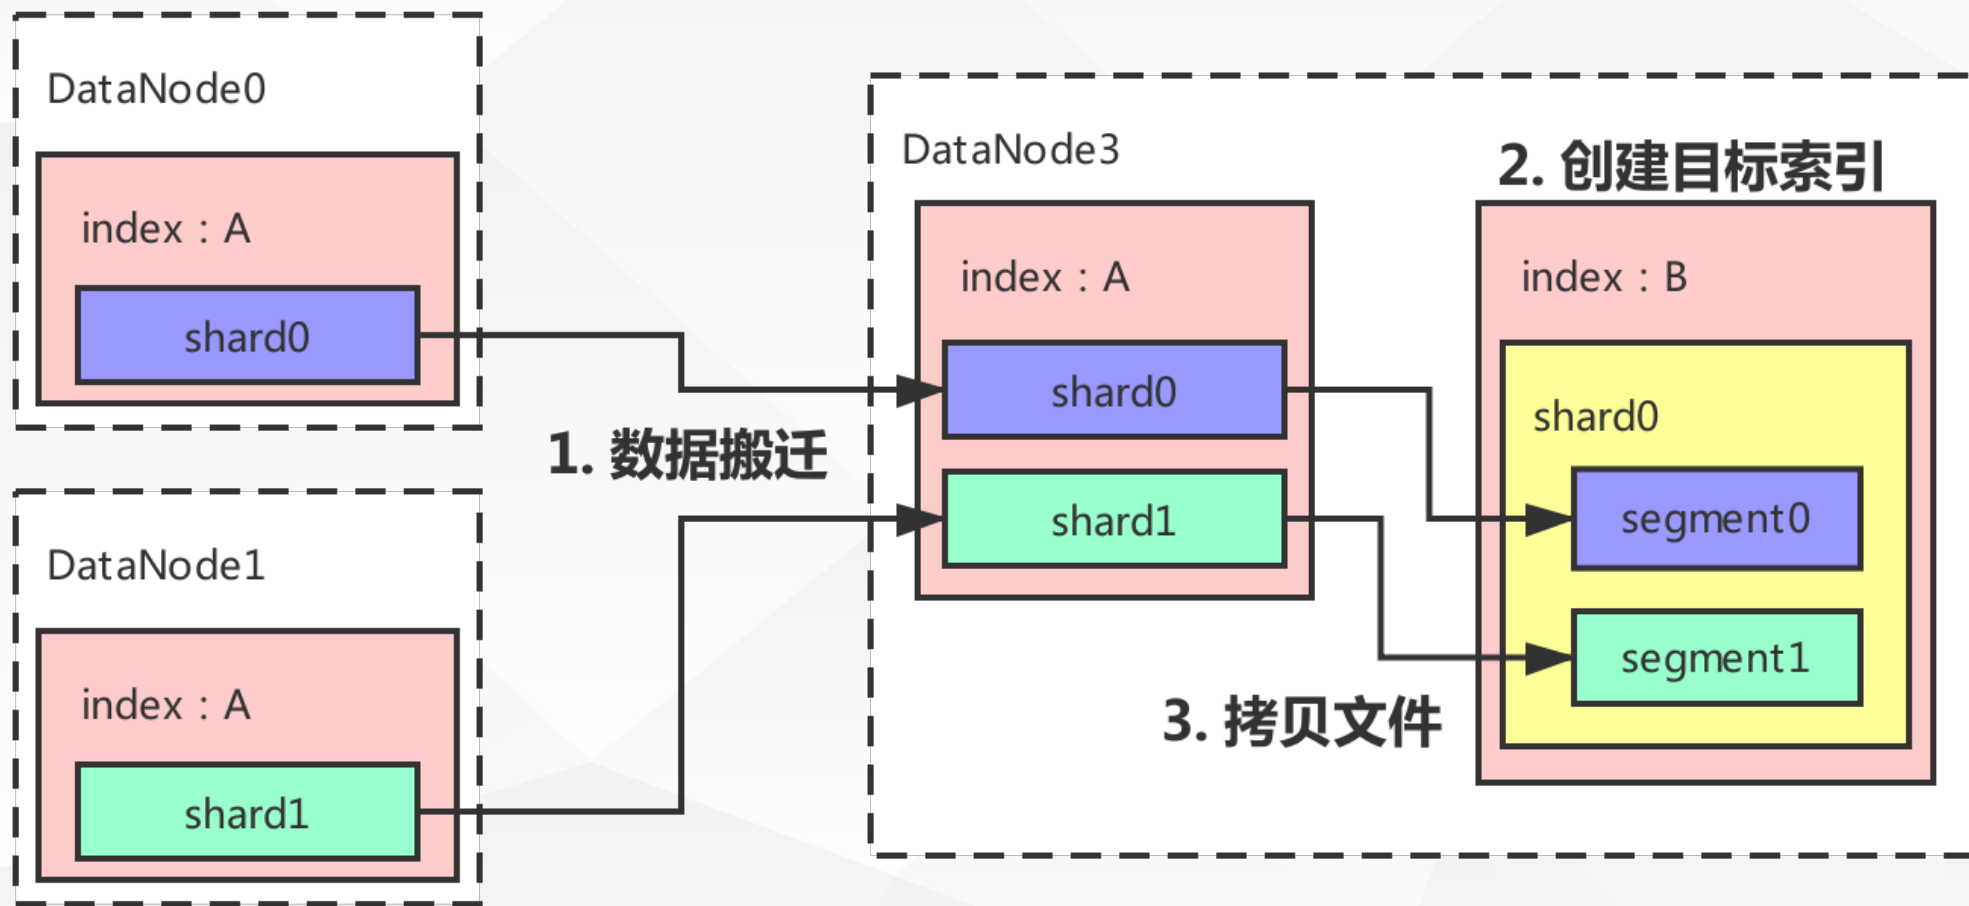 DataNode0
index：A
shard0
DataNode1
index：A
shard1
1. 数据搬迁
DataNode3
index：A
shard0
shard1
2. 创建目标索引
index：B
shard0
segment0
segment1
3. 拷贝文件